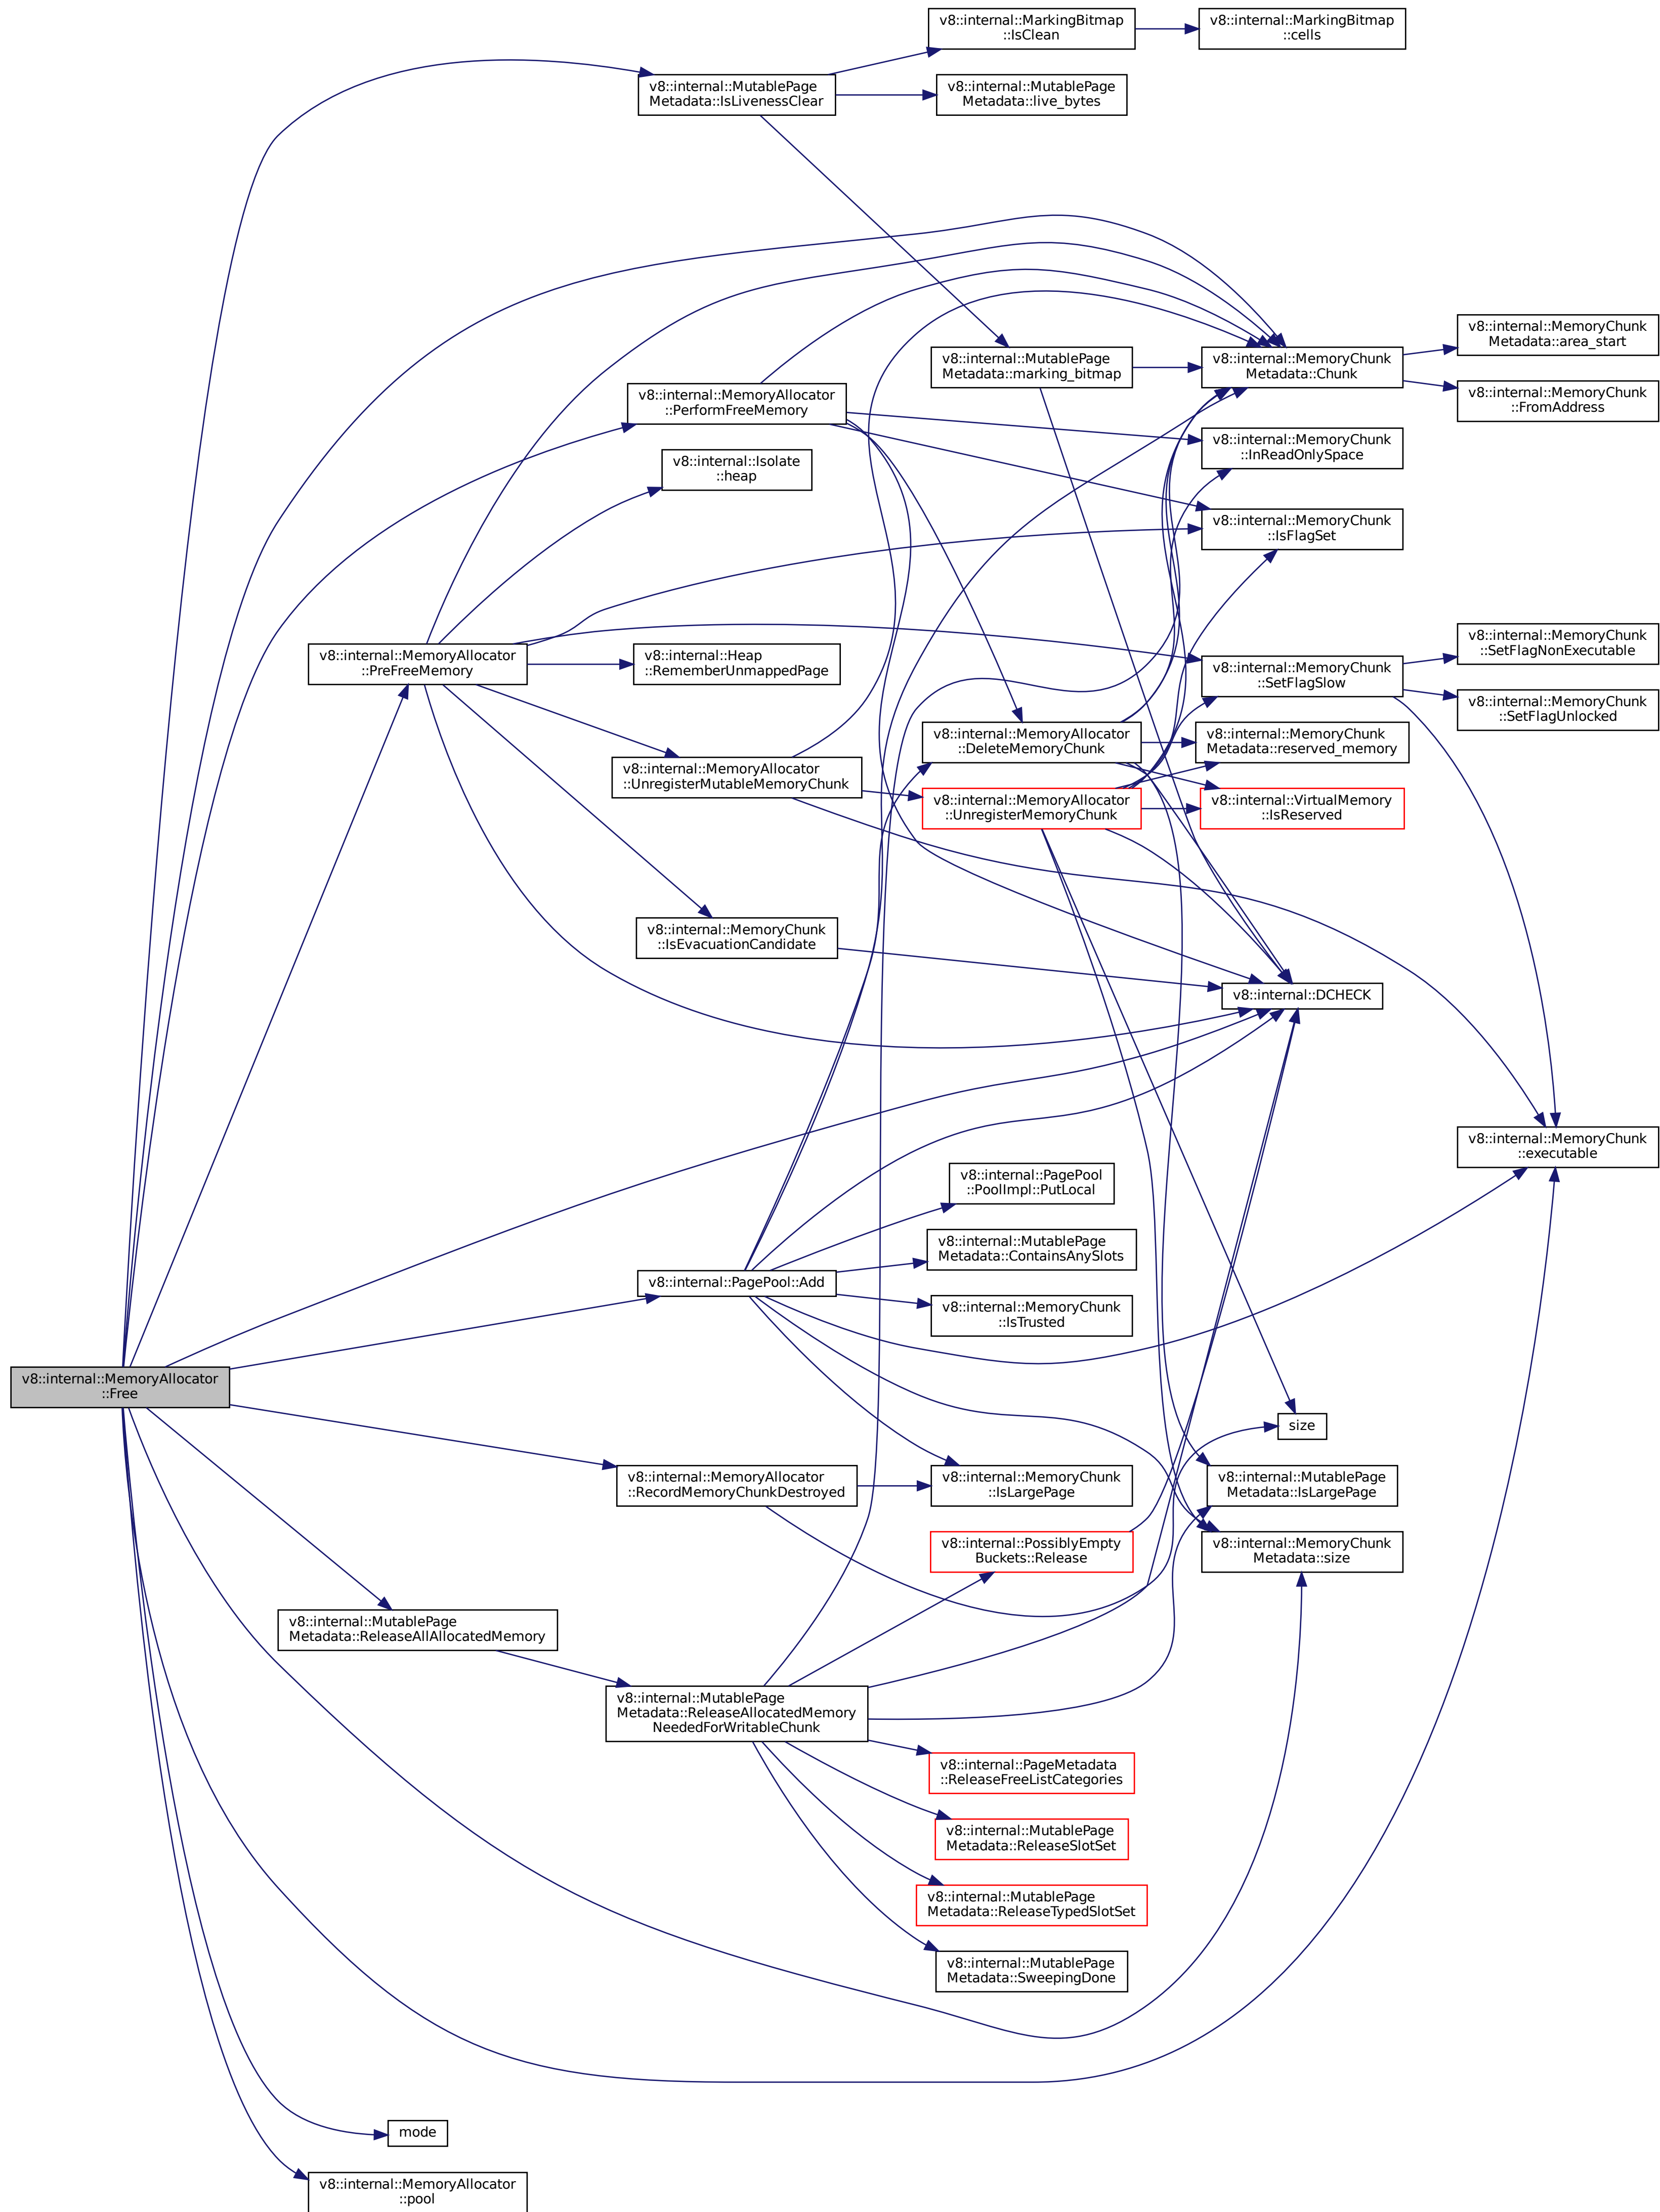 v8::internal::MarkingBitmap
::IsClean
v8::internal::MarkingBitmap
::cells
v8::internal::MutablePage
Metadata::IsLivenessClear
v8::internal::MutablePage
Metadata::live_bytes
v8::internal::MemoryChunk
Metadata::area_start
v8::internal::MutablePage
Metadata::marking_bitmap
v8::internal::MemoryChunk
Metadata::Chunk
v8::internal::MemoryChunk
::FromAddress
v8::internal::MemoryAllocator
::PerformFreeMemory
v8::internal::MemoryChunk
::InReadOnlySpace
v8::internal::Isolate
::heap
v8::internal::MemoryChunk
::IsFlagSet
v8::internal::MemoryChunk
::SetFlagNonExecutable
v8::internal::MemoryAllocator
::PreFreeMemory
v8::internal::Heap
::RememberUnmappedPage
v8::internal::MemoryChunk
::SetFlagSlow
v8::internal::MemoryChunk
::SetFlagUnlocked
v8::internal::MemoryAllocator
::DeleteMemoryChunk
v8::internal::MemoryChunk
Metadata::reserved_memory
v8::internal::MemoryAllocator
::UnregisterMutableMemoryChunk
v8::internal::MemoryAllocator
::UnregisterMemoryChunk
v8::internal::VirtualMemory
::IsReserved
v8::internal::MemoryChunk
::IsEvacuationCandidate
v8::internal::DCHECK
v8::internal::MemoryChunk
::executable
v8::internal::PagePool
::PoolImpl::PutLocal
v8::internal::MutablePage
Metadata::ContainsAnySlots
v8::internal::PagePool::Add
v8::internal::MemoryChunk
::IsTrusted
v8::internal::MemoryAllocator
::Free
size
v8::internal::MemoryAllocator
::RecordMemoryChunkDestroyed
v8::internal::MemoryChunk
::IsLargePage
v8::internal::MutablePage
Metadata::IsLargePage
v8::internal::PossiblyEmpty
Buckets::Release
v8::internal::MemoryChunk
Metadata::size
v8::internal::MutablePage
Metadata::ReleaseAllAllocatedMemory
v8::internal::MutablePage
Metadata::ReleaseAllocatedMemory
NeededForWritableChunk
v8::internal::PageMetadata
::ReleaseFreeListCategories
v8::internal::MutablePage
Metadata::ReleaseSlotSet
v8::internal::MutablePage
Metadata::ReleaseTypedSlotSet
v8::internal::MutablePage
Metadata::SweepingDone
mode
v8::internal::MemoryAllocator
::pool